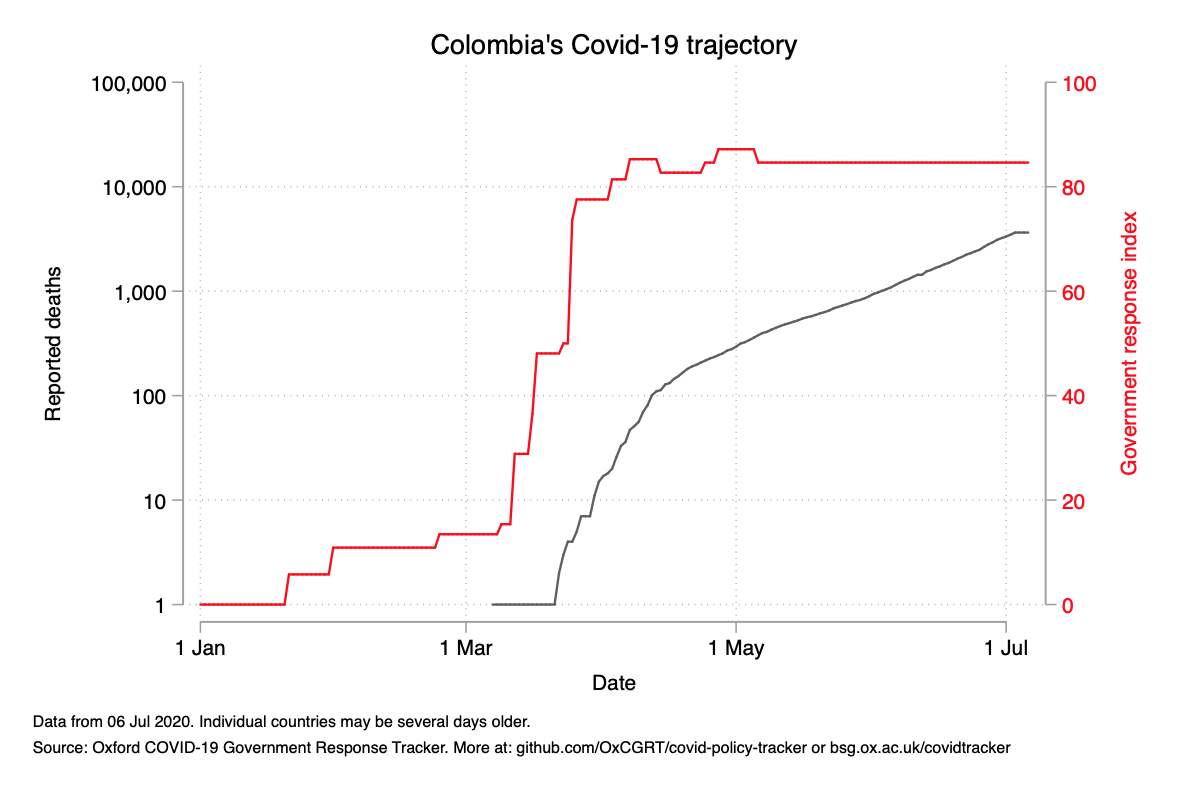 Colombia's Covid-19 trajectory
100,000
10,000
1,000
100
10
1
Reported deaths
100
80
60
40
20
0
Government response index
1 Jan 1 Mar 1 May 1 Jul
Date
Data from 06 Jul 2020. Individual countries may be several days older.
Source: Oxford COVID-19 Government Response Tracker. More at: github.com/OxCGRT/covid-policy-tracker or bsg.ox.ac.uk/covidtracker